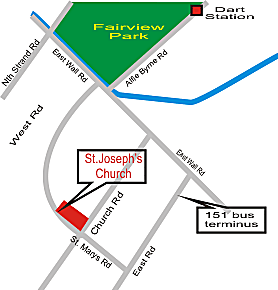 Fairview
Park
Dart
Station
Nth Strand Rd
East Wall Rd
Alfie Byrne Rd
West Rd
St.Joseph's
Church
East Wall Rd
Church Rd
151 bus
terminus
St. Marys Rd
East Rd